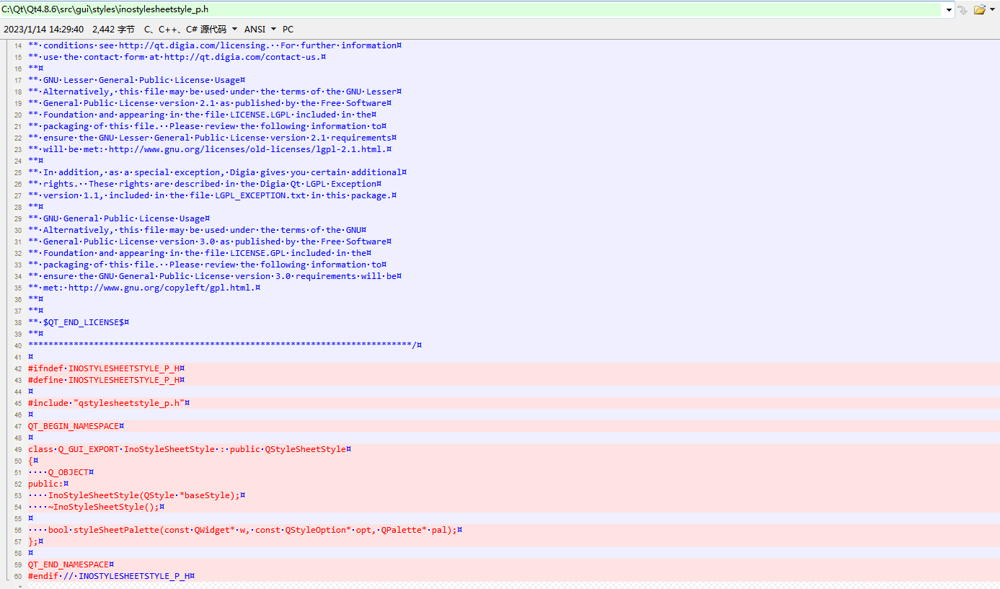 C:\Qt\Qt4.8.6\src\gui\styles\inostylesheetstyle_p.h
2023/1/14 14:29:40 2,442 字节 C、C++、C# 源代码 ANSI PC
14 **·conditions·see·http://qt.digia.com/licensing.··For·further·information¤
15 **·use·the·contact·form·at·http://qt.digia.com/contact-us.¤
16 **¤
17 **·GNU·Lesser·General·Public·License·Usage¤
18 **·Alternatively,·this·file·may·be·used·under·the·terms·of·the·GNU·Lesser¤
19 **·General·Public·License·version·2.1·as·published·by·the·Free·Software¤
20 **·Foundation·and·appearing·in·the·file·LICENSE.LGPL·included·in·the¤
21 **·packaging·of·this·file.··Please·review·the·following·information·to¤
22 **·ensure·the·GNU·Lesser·General·Public·License·version·2.1·requirements¤
23 **·will·be·met:·http://www.gnu.org/licenses/old-licenses/lgpl-2.1.html.¤
24 **¤
25 **·In·addition,·as·a·special·exception,·Digia·gives·you·certain·additional¤
26 **·rights.··These·rights·are·described·in·the·Digia·Qt·LGPL·Exception¤
27 **·version·1.1,·included·in·the·file·LGPL_EXCEPTION.txt·in·this·package.¤
28 **¤
29 **·GNU·General·Public·License·Usage¤
30 **·Alternatively,·this·file·may·be·used·under·the·terms·of·the·GNU¤
31 **·General·Public·License·version·3.0·as·published·by·the·Free·Software¤
32 **·Foundation·and·appearing·in·the·file·LICENSE.GPL·included·in·the¤
33 **·packaging·of·this·file.··Please·review·the·following·information·to¤
34 **·ensure·the·GNU·General·Public·License·version·3.0·requirements·will·be¤
35 **·met:·http://www.gnu.org/copyleft/gpl.html.¤
36 **¤
37 **¤
38 **·$QT_END_LICENSE$¤
39 **¤
40 ****************************************************************************/¤
41 ¤
42 #ifndef·INOSTYLESHEETSTYLE_P_H¤
43 #define·INOSTYLESHEETSTYLE_P_H¤
44 ¤
45 #include·"qstylesheetstyle_p.h"¤
46 ¤
47 QT_BEGIN_NAMESPACE¤
48 ¤
49 class·Q_GUI_EXPORT·InoStyleSheetStyle·:·public·QStyleSheetStyle¤
50 {¤
51 ····Q_OBJECT¤
52 public:¤
53 ····InoStyleSheetStyle(QStyle·*baseStyle);¤
54 ····~InoStyleSheetStyle();¤
55 ¤
56 ····bool·styleSheetPalette(const·QWidget*·w,·const·QStyleOption*·opt,·QPalette*·pal);¤
57 };¤
58 ¤
59 QT_END_NAMESPACE¤
60 #endif·//·INOSTYLESHEETSTYLE_P_H¤